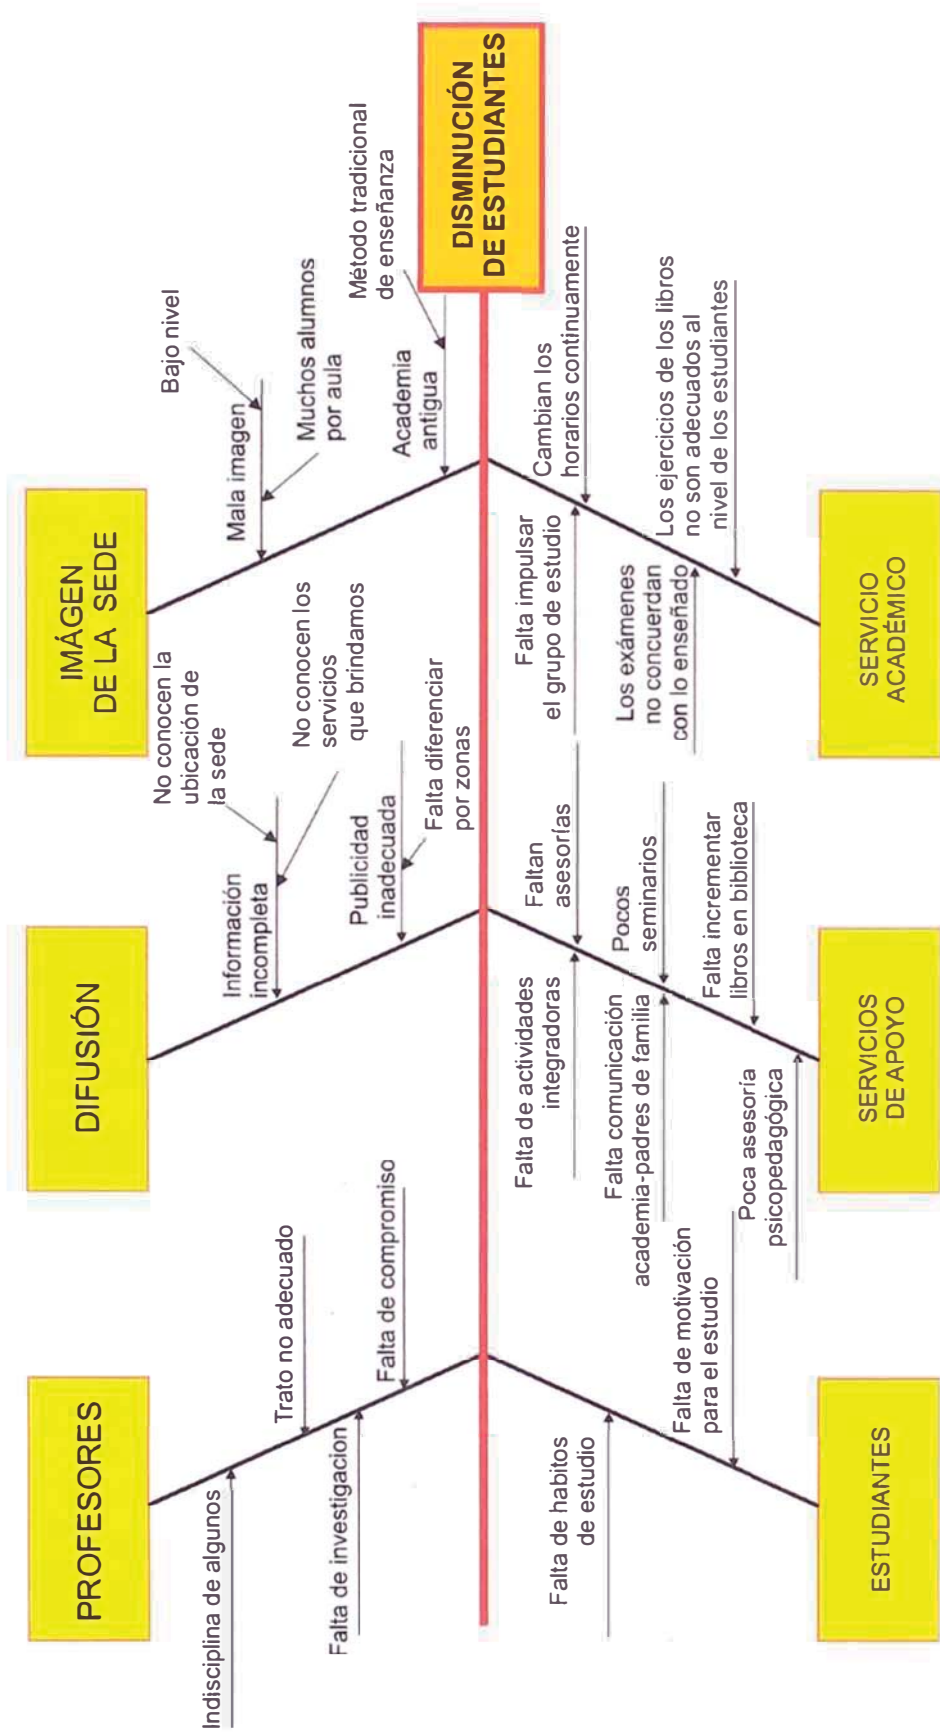 PROFESORES
Indisciplina de algunos
Trato no adecuado
Falta de investigacion
Falta de compromiso
DIFUSIÓN
No conocen la
ubicación de
la sede
Información
incompleta
No conocen los
servicios
que brindamos
Publicidad
inadecuada
Falta diferenciar
por zonas
IMÁGEN
DE LA SEDE
Bajo nivel
Mala imagen
Muchos alumnos
por aula
Academia
antigua
Método tradicional
de enseñanza
DISMINUCIÓN
DE ESTUDIANTES
Falta de habitos
de estudio
Falta de motivación
para el estudio
ESTUDIANTES
Falta de actividades
integradoras
Faltan
asesorías
Falta comunicación
academia-padres de familia
Pocos
seminarios
Falta incrementar
libros en biblioteca
Poca asesoría
psicopedagógica
SERVICIOS
DE APOYO
Falta impulsar
el grupo de estudio
Cambian los
horarios continuamente
Los exámenes
no concuerdan
con lo enseñado
Los ejercicios de los libros
no son adecuados al
nivel de los estudiantes
SERVICIO
ACADÉMICO